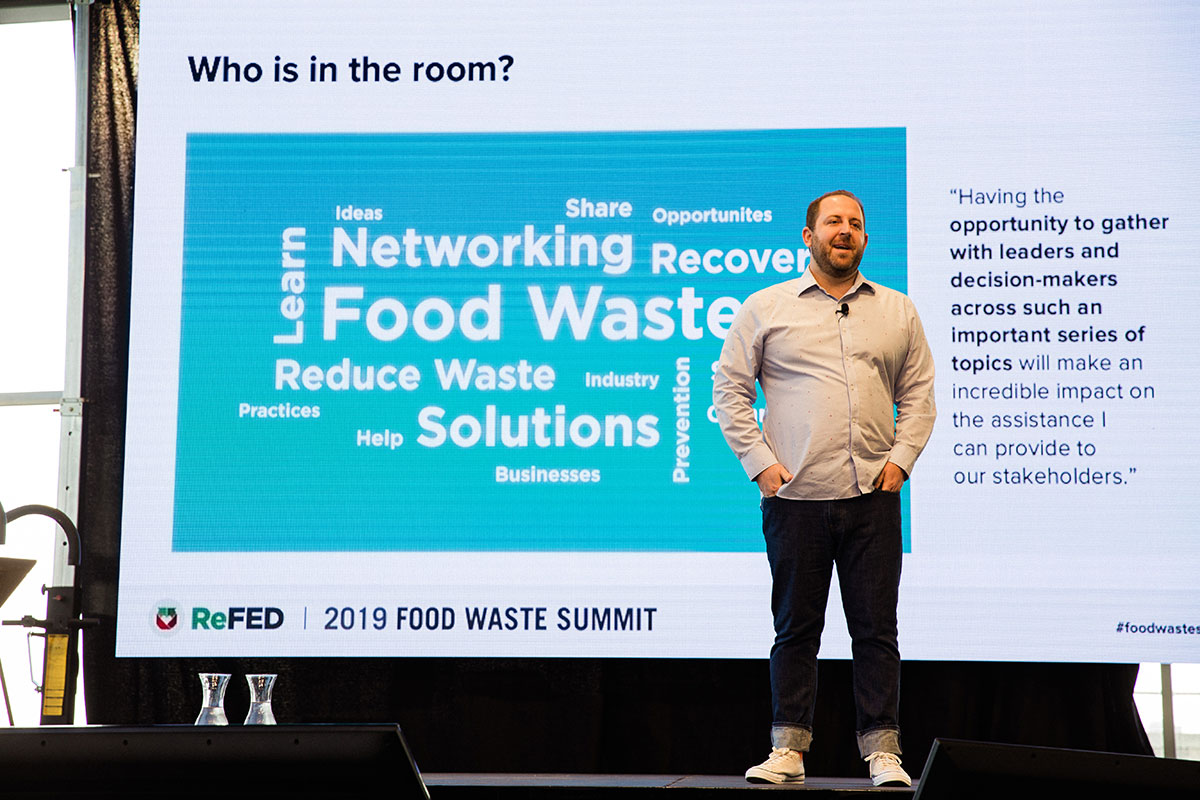 Who is in the room?
Ideas
Share
Opportunites
Learn
Networking
Recover
Food Waste
Reduce Waste
Industry
Prevention
Practices
Help
Solutions
Businesses
“Having the
opportunity to gather
with leaders and
decision-makers
across such an
important series of
topics will make an
incredible impact on
the assistance I
can provide to
our stakeholders.”
ReFED | 2019 FOOD WASTE SUMMIT
#foodwastes